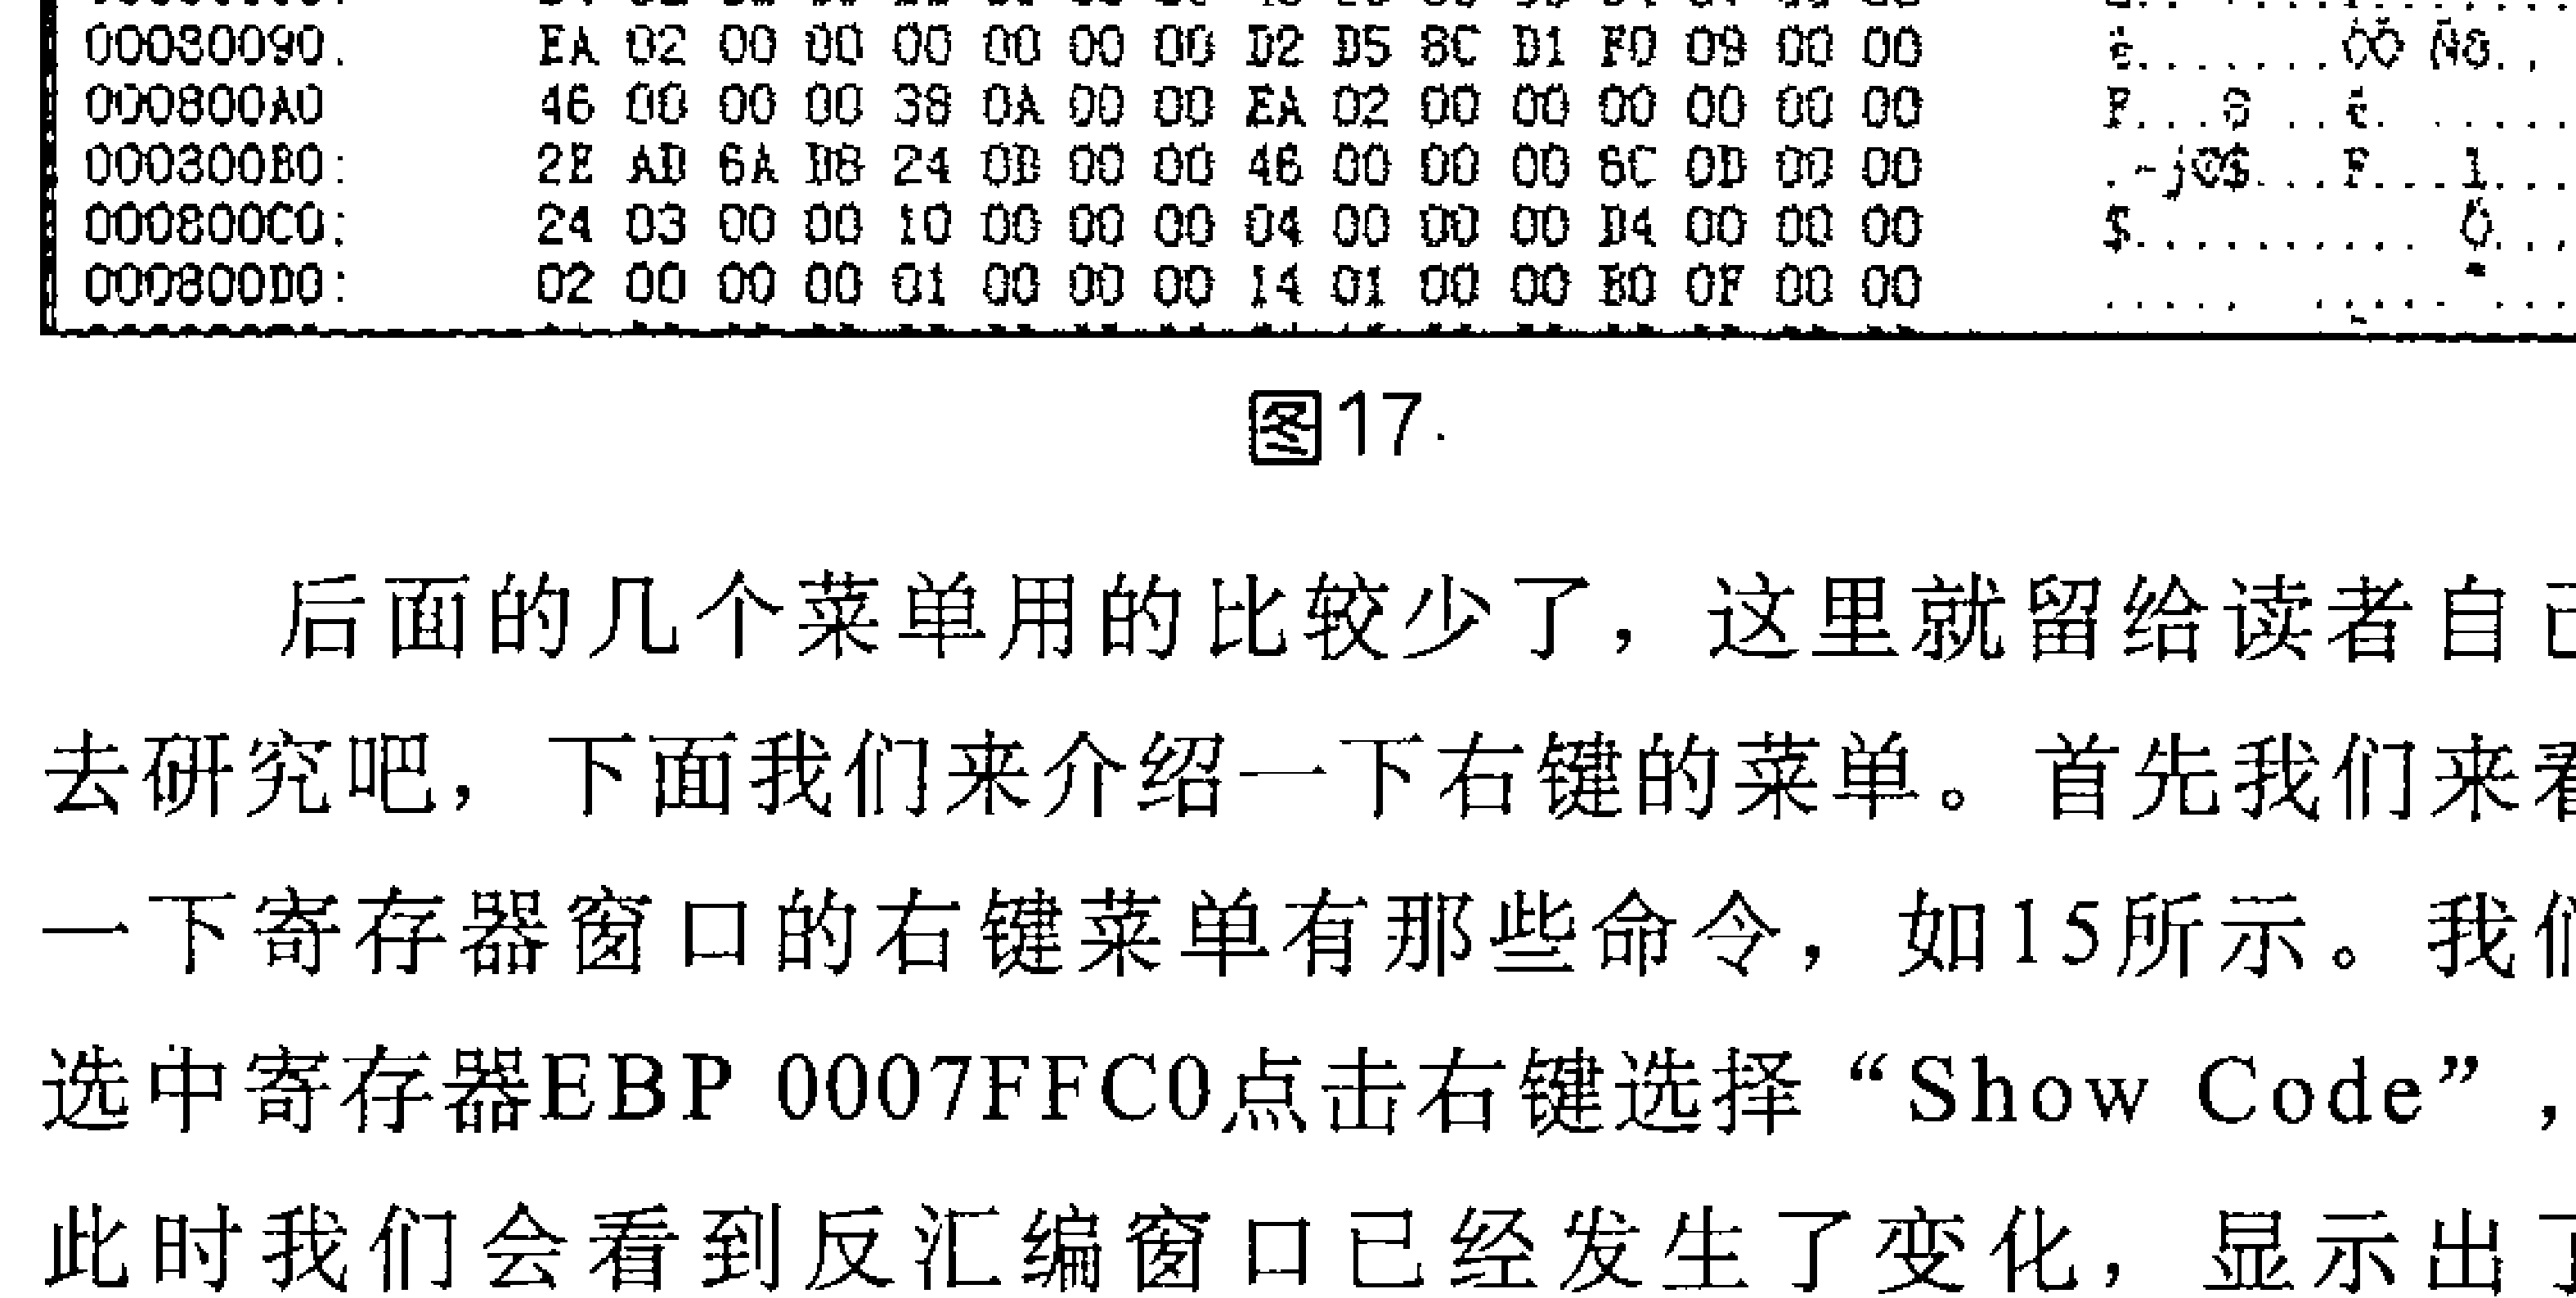 00080090: EA 02 00 00 00 00 00 00 D2 D5 8C D1 F0 09 00 00
000800A0 46 00 00 00 38 0A 00 00 EA 02 00 00 00 00 00 00
000800B0: 2E AD 6A D8 24 0D 00 00 46 00 00 00 6C 0D 00 00
000800C0: 24 03 00 00 10 00 00 00 04 00 00 00 D4 00 00 00
000800D0: 02 00 00 00 01 00 00 00 14 01 00 00 B0 0F 00 00
图17
后面的几个菜单用的比较少了，这里就留给读者自己
去研究吧，下面我们来介绍一下右键的菜单。首先我们来看
一下寄存器窗口的右键菜单有那些命令，如15所示。我们
选中寄存器EBP 0007FFC0点击右键选择“Show Code”，
此时我们会看到反汇编窗口已经发生了变化，显示出了